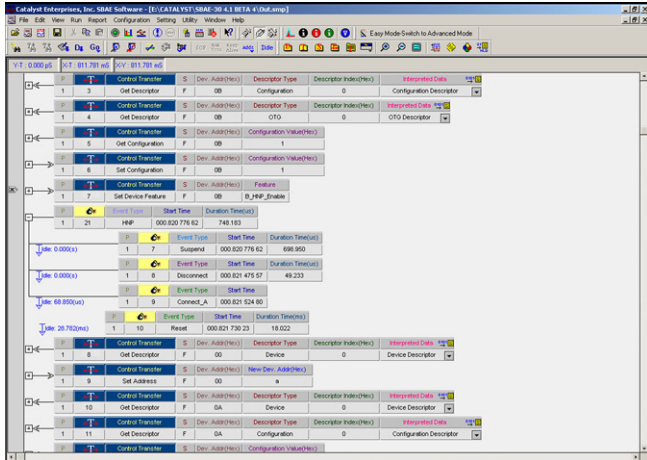 Catalyst Enterprises, Inc. SBAE Software - [E:\CATALYST\SBAE-30 4.1 BETA 4\Out.smp]
File Edit View Run Report Configuration Setting Utility Window Help
Easy Mode-Switch to Advanced Mode
Idle
Y-T : 0.000 pS X-T : 811.781 mS X-Y : 811.781 mS
P Control Transfer S Dev. Addr(Hex) Descriptor Type Descriptor Index(Hex) Interpreted Data
1 3 Get Descriptor F 0B Configuration 0 Configuration Descriptor
P Control Transfer S Dev. Addr(Hex) Descriptor Type Interpreted Data
1 4 Get Descriptor F 0B OTG OTG Descriptor
P Control Transfer S Dev. Addr(Hex) Configuration Value(Hex)
1 5 Get Configuration F 0B 1
P Control Transfer S Dev. Addr(Hex) Configuration Value(Hex)
1 6 Set Configuration F 0B 1
P Control Transfer S Dev. Addr(Hex) Feature
1 7 Set Device Feature F 0B B_HNP_Enable
P Event Type Start Time Duration Time(us)
1 21 HNP 000.820 776 62 748.183
P Event Type Start Time Duration Time(us)
Idle: 0.000(s) 1 7 Suspend 000.820 776 62 698.950
P Event Type Start Time Duration Time(us)
Idle: 0.000(s) 1 8 Disconnect 000.821 475 57 49.233
P Event Type Start Time
Idle: 68.850(us) 1 9 Connect_A 000.821 524 80
P Event Type Start Time Duration Time(ms)
Idle: 28.782(ms) 1 10 Reset 000.821 730 23 18.022
P Control Transfer S Dev. Addr(Hex) Descriptor Type Descriptor Index(Hex) Interpreted Data
1 8 Get Descriptor F 00 Device 0 Device Descriptor
P Control Transfer S Dev. Addr(Hex) New Dev. Addr(Hex)
1 9 Set Address F 00 a
P Control Transfer S Dev. Addr(Hex) Descriptor Type Descriptor Index(Hex) Interpreted Data
1 10 Get Descriptor F 0A Device 0 Device Descriptor
P Control Transfer S Dev. Addr(Hex) Descriptor Type Descriptor Index(Hex) Interpreted Data
1 11 Get Descriptor F 0A Configuration 0 Configuration Descriptor
P Control Transfer S Dev. Addr(Hex) Configuration Value(Hex)